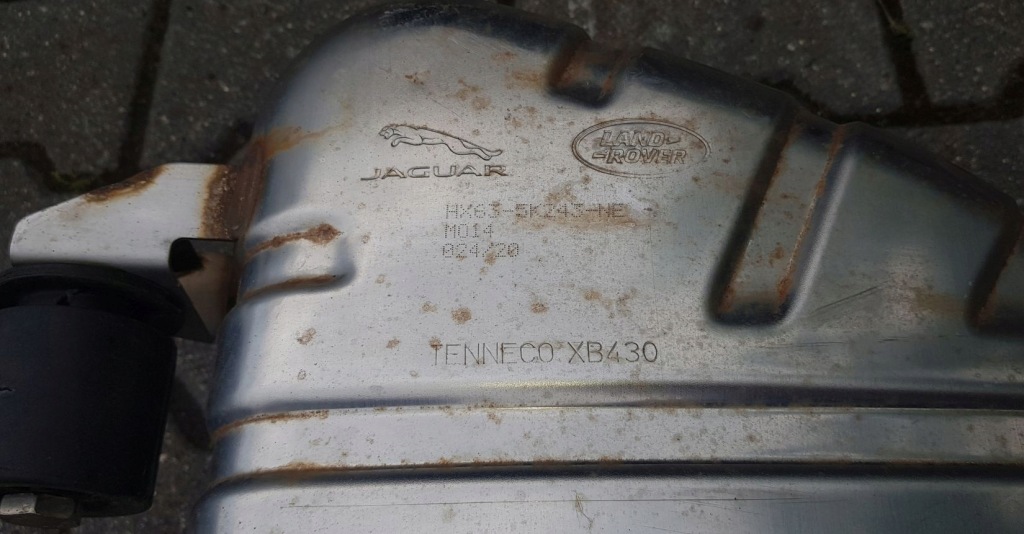 JAGUAR
LAND-
-ROVER
HX63-5K243-NE
M014
024/20
TENNECO XB430